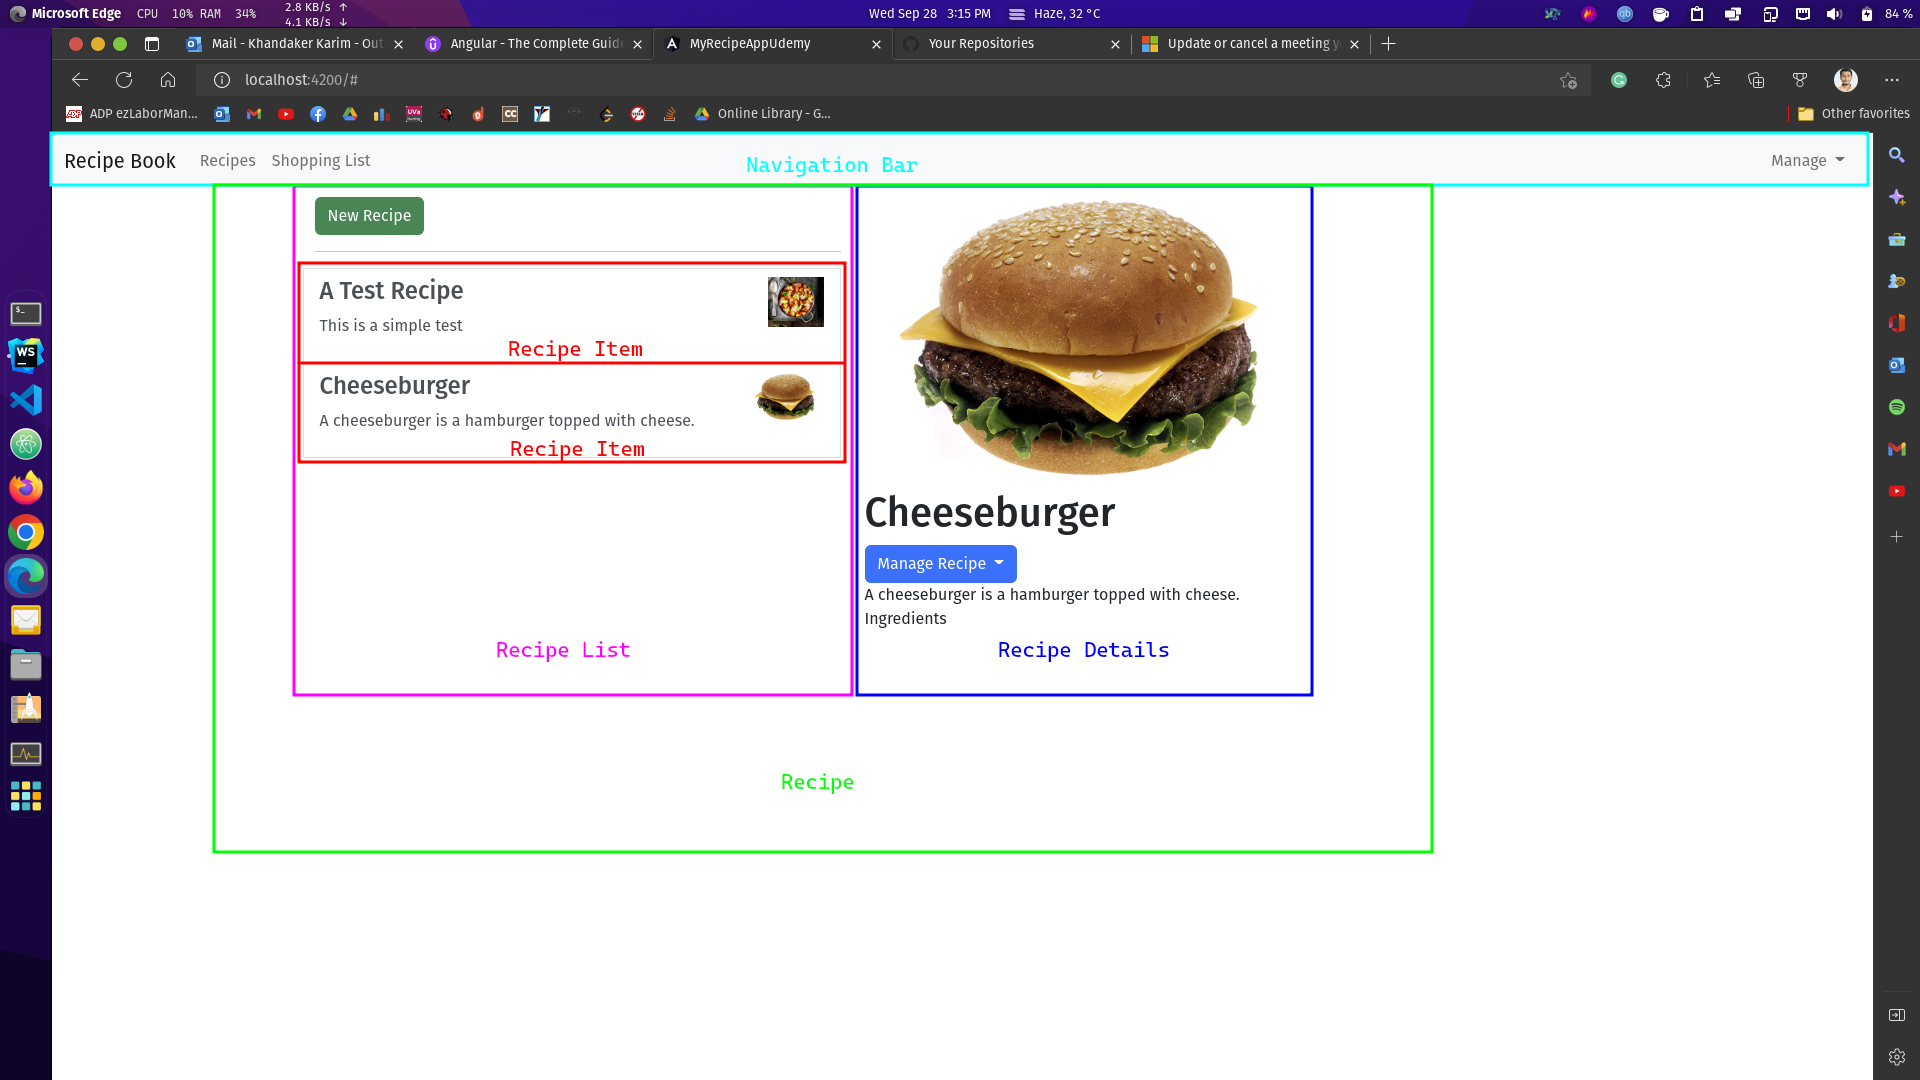 Microsoft Edge CPU 10% RAM 34% 2.8 KB/s ↑
4.1 KB/s ↓
Wed Sep 28 3:15 PM Haze, 32 °C 84 %
Mail - Khandaker Karim - Out Angular - The Complete Guide MyRecipeAppUdemy Your Repositories Update or cancel a meeting y
localhost:4200/#
ADP ezLaborMan... Online Library - G... Other favorites
Recipe Book Recipes Shopping List Navigation Bar Manage
New Recipe
A Test Recipe
This is a simple test
Recipe Item
Cheeseburger
A cheeseburger is a hamburger topped with cheese.
Recipe Item
Recipe List
Cheeseburger
Manage Recipe
A cheeseburger is a hamburger topped with cheese.
Ingredients
Recipe Details
Recipe